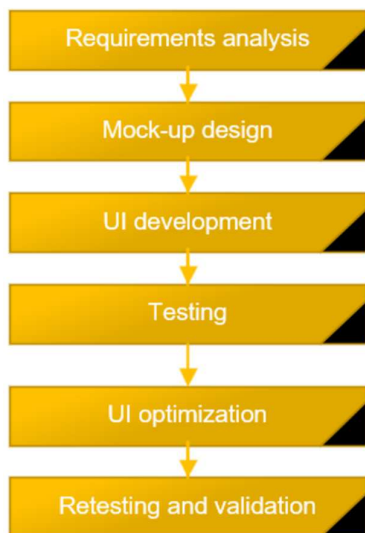 Requirements analysis
Mock-up design
UI development
Testing
UI optimization
Retesting and validation